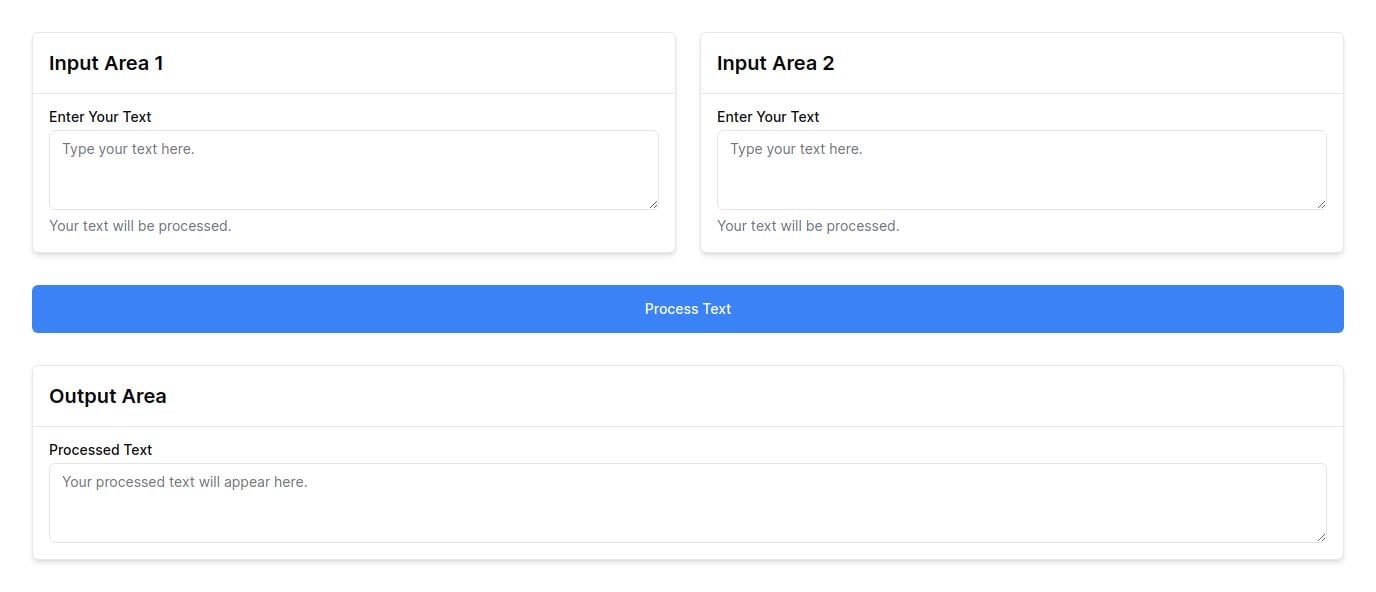 Input Area 1
Enter Your Text
Type your text here.
Your text will be processed.
Input Area 2
Enter Your Text
Type your text here.
Your text will be processed.
Process Text
Output Area
Processed Text
Your processed text will appear here.